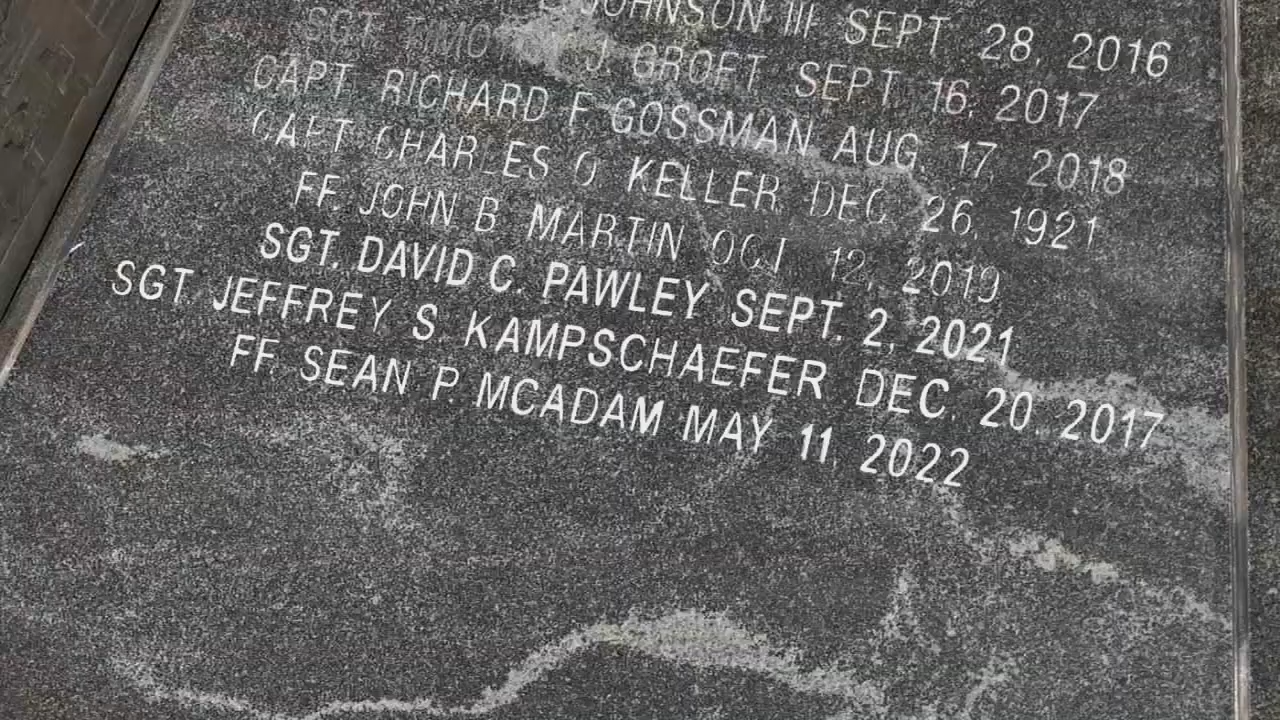 JOHNSON III SEPT. 28, 2016
SGT. TIMOTHY J. GROFT SEPT 16, 2017
CAPT. RICHARD F GOSSMAN AUG. 17, 2018
CAPT CHARLES O KELLER DEC 26, 1921
FF. JOHN B. MARTIN OCT 12, 2019
SGT. DAVID C. PAWLEY SEPT. 2, 2021
SGT. JEFFREY S. KAMPSCHAEFER DEC. 20, 2017
FF. SEAN P. MCADAM MAY 11, 2022